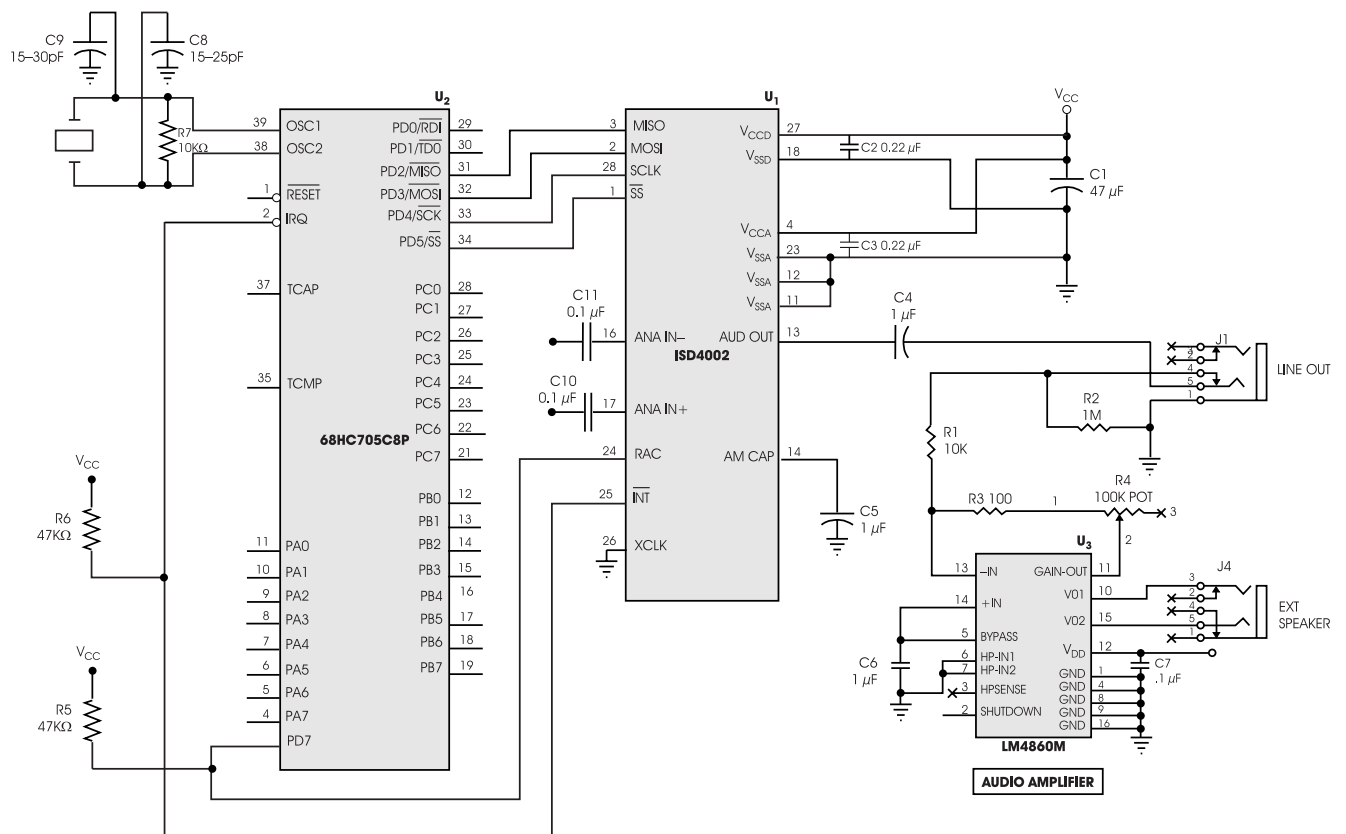 C9
15–30pF
C8
15–25pF
R7
10KΩ
U2
39
OSC1
38
OSC2
1
RESET
2
IRQ
37
TCAP
35
TCMP
68HC705C8P
11
PA0
10
PA1
9
PA2
8
PA3
7
PA4
6
PA5
5
PA6
4
PA7
PD7
PD0/RDI
29
PD1/TD0
30
PD2/MISO
31
PD3/MOSI
32
PD4/SCK
33
PD5/SS
34
PC0
28
PC1
27
PC2
26
PC3
25
PC4
24
PC5
23
PC6
22
PC7
21
PB0
12
PB1
13
PB2
14
PB3
15
PB4
16
PB5
17
PB6
18
PB7
19
VCC
R6
47KΩ
VCC
R5
47KΩ
U1
3
MISO
2
MOSI
28
SCLK
1
SS
C11
0.1 µF
16
ANA IN–
ISD4002
C10
0.1 µF
17
ANA IN+
24
RAC
25
INT
26
XCLK
VCCD
27
VSSD
18
VCCA
4
VSSA
23
VSSA
12
VSSA
11
AUD OUT
13
AM CAP
14
C2 0.22 µF
C3 0.22 µF
VCC
C1
47 µF
C4
1 µF
C5
1 µF
J1
2
4
5
1
LINE OUT
R2
1M
R1
10K
R3 100
1
R4
100K POT
3
2
U3
13
–IN
14
+IN
5
BYPASS
6
HP-IN1
7
HP-IN2
3
HPSENSE
2
SHUTDOWN
GAIN-OUT
11
V01
10
V02
15
VDD
12
GND
1
GND
4
GND
8
GND
9
GND
16
LM4860M
C6
1 µF
C7
.1 µF
J4
3
2
4
5
1
EXT
SPEAKER
AUDIO AMPLIFIER